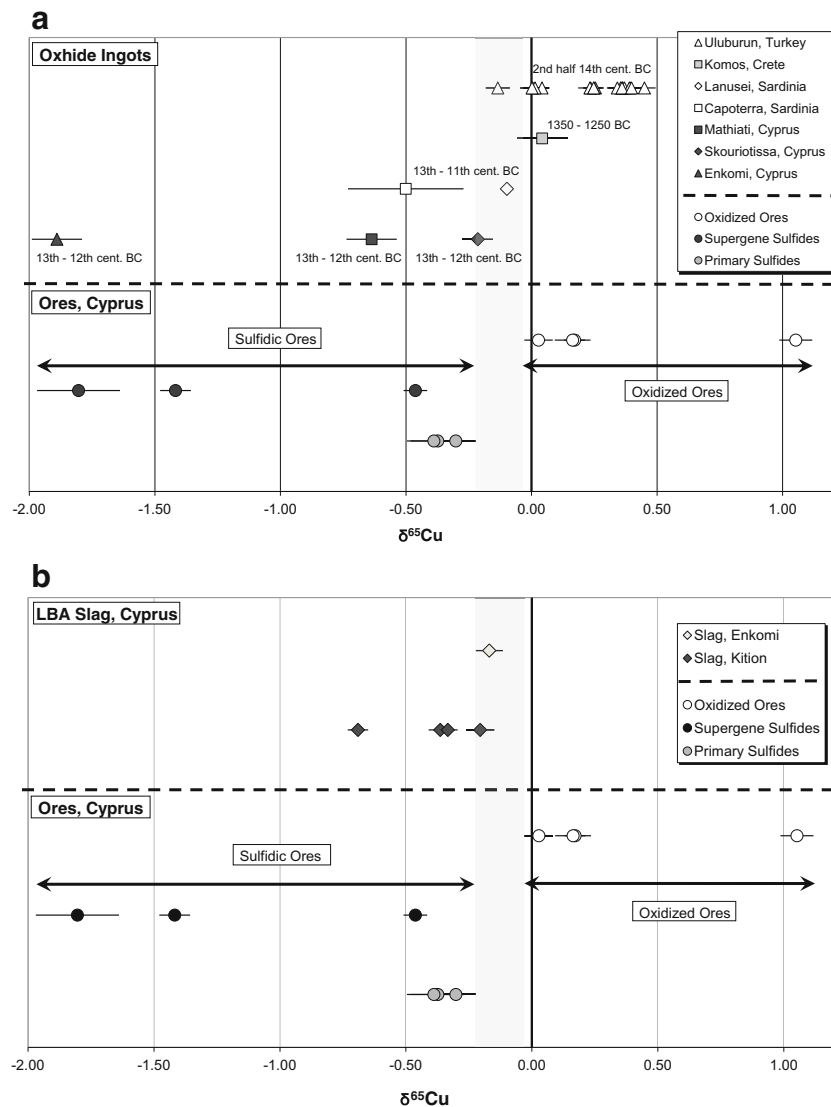 a
Oxhide Ingots
2nd half 14th cent. BC
1350 - 1250 BC
13th - 11th cent. BC
13th - 12th cent. BC
13th - 12th cent. BC
13th - 12th cent. BC
Uluburun, Turkey
Komos, Crete
Lanusei, Sardinia
Capoterra, Sardinia
Mathiati, Cyprus
Skouriotissa, Cyprus
Enkomi, Cyprus
Oxidized Ores
Supergene Sulfides
Primary Sulfides
Ores, Cyprus
Sulfidic Ores
Oxidized Ores
-2.00 -1.50 -1.00 -0.50 0.00 0.50 1.00
δ⁶⁵Cu
b
LBA Slag, Cyprus
Slag, Enkomi
Slag, Kition
Oxidized Ores
Supergene Sulfides
Primary Sulfides
Ores, Cyprus
Sulfidic Ores
Oxidized Ores
-2.00 -1.50 -1.00 -0.50 0.00 0.50 1.00
δ⁶⁵Cu